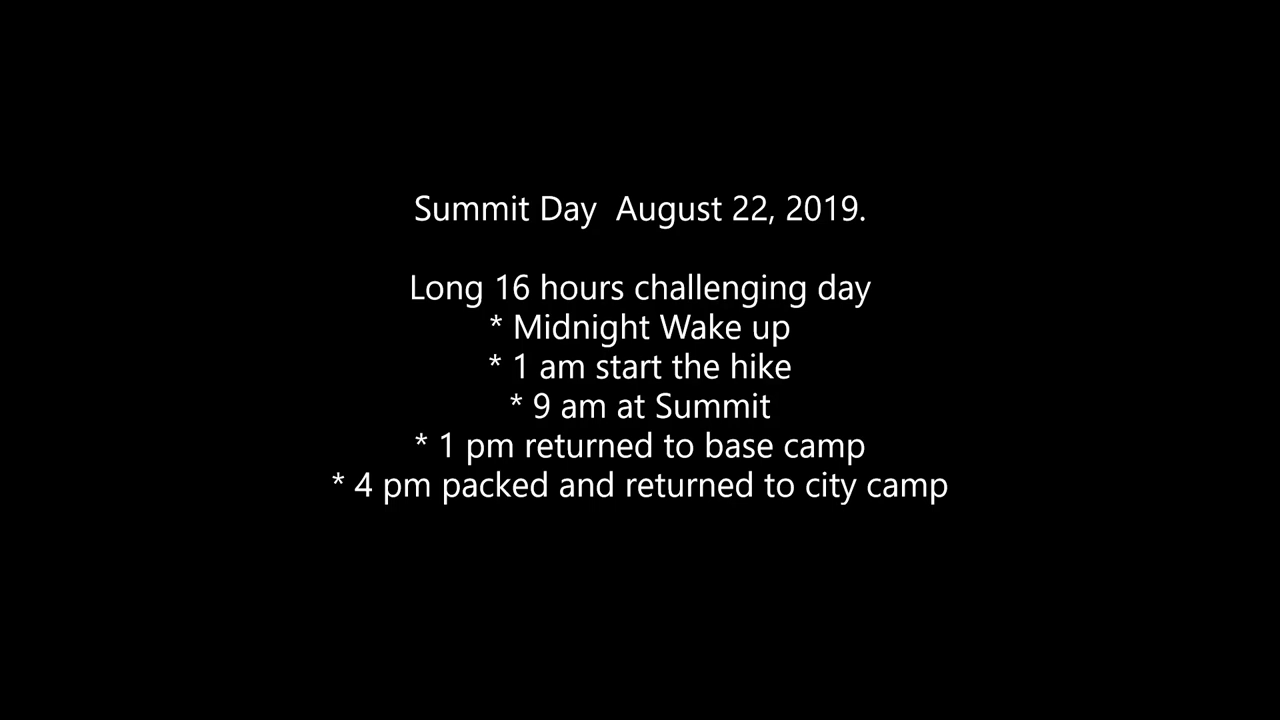 Summit Day  August 22, 2019.
Long 16 hours challenging day
* Midnight Wake up
* 1 am start the hike
* 9 am at Summit
* 1 pm returned to base camp
* 4 pm packed and returned to city camp